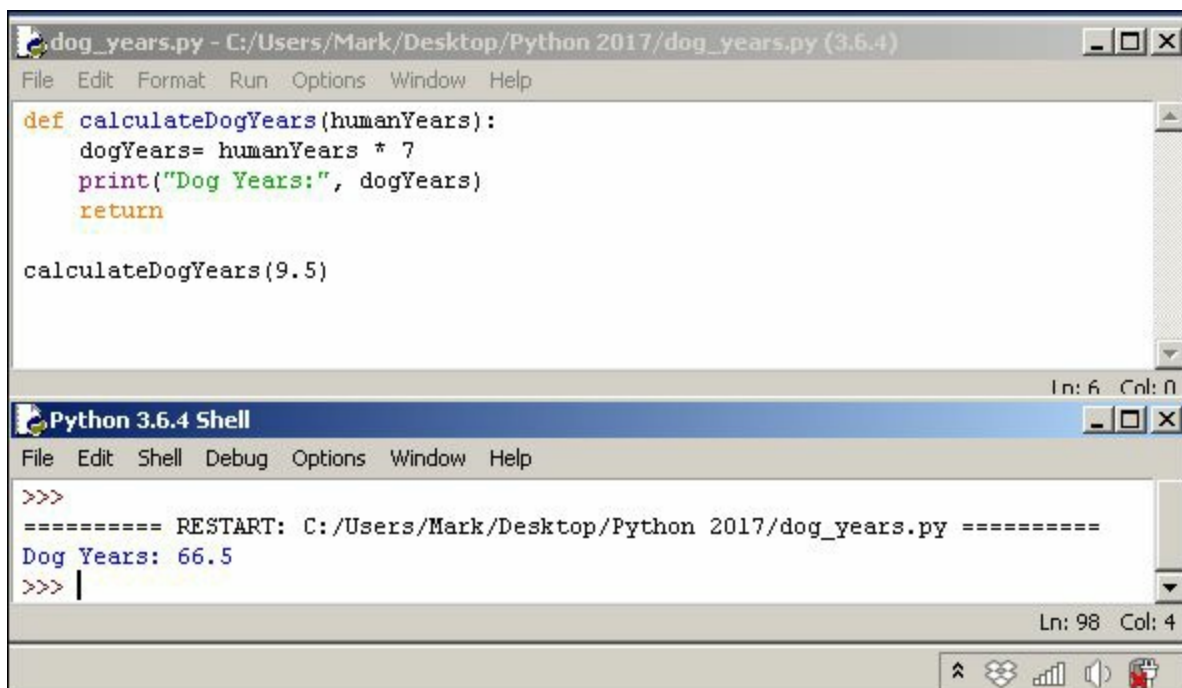 dog_years.py - C:/Users/Mark/Desktop/Python 2017/dog_years.py (3.6.4)
File Edit Format Run Options Window Help
def calculateDogYears(humanYears):
    dogYears= humanYears * 7
    print("Dog Years:", dogYears)
    return
calculateDogYears(9.5)
Ln: 6 Col: 0
Python 3.6.4 Shell
File Edit Shell Debug Options Window Help
>>>
========== RESTART: C:/Users/Mark/Desktop/Python 2017/dog_years.py ==========
Dog Years: 66.5
>>>
Ln: 98 Col: 4